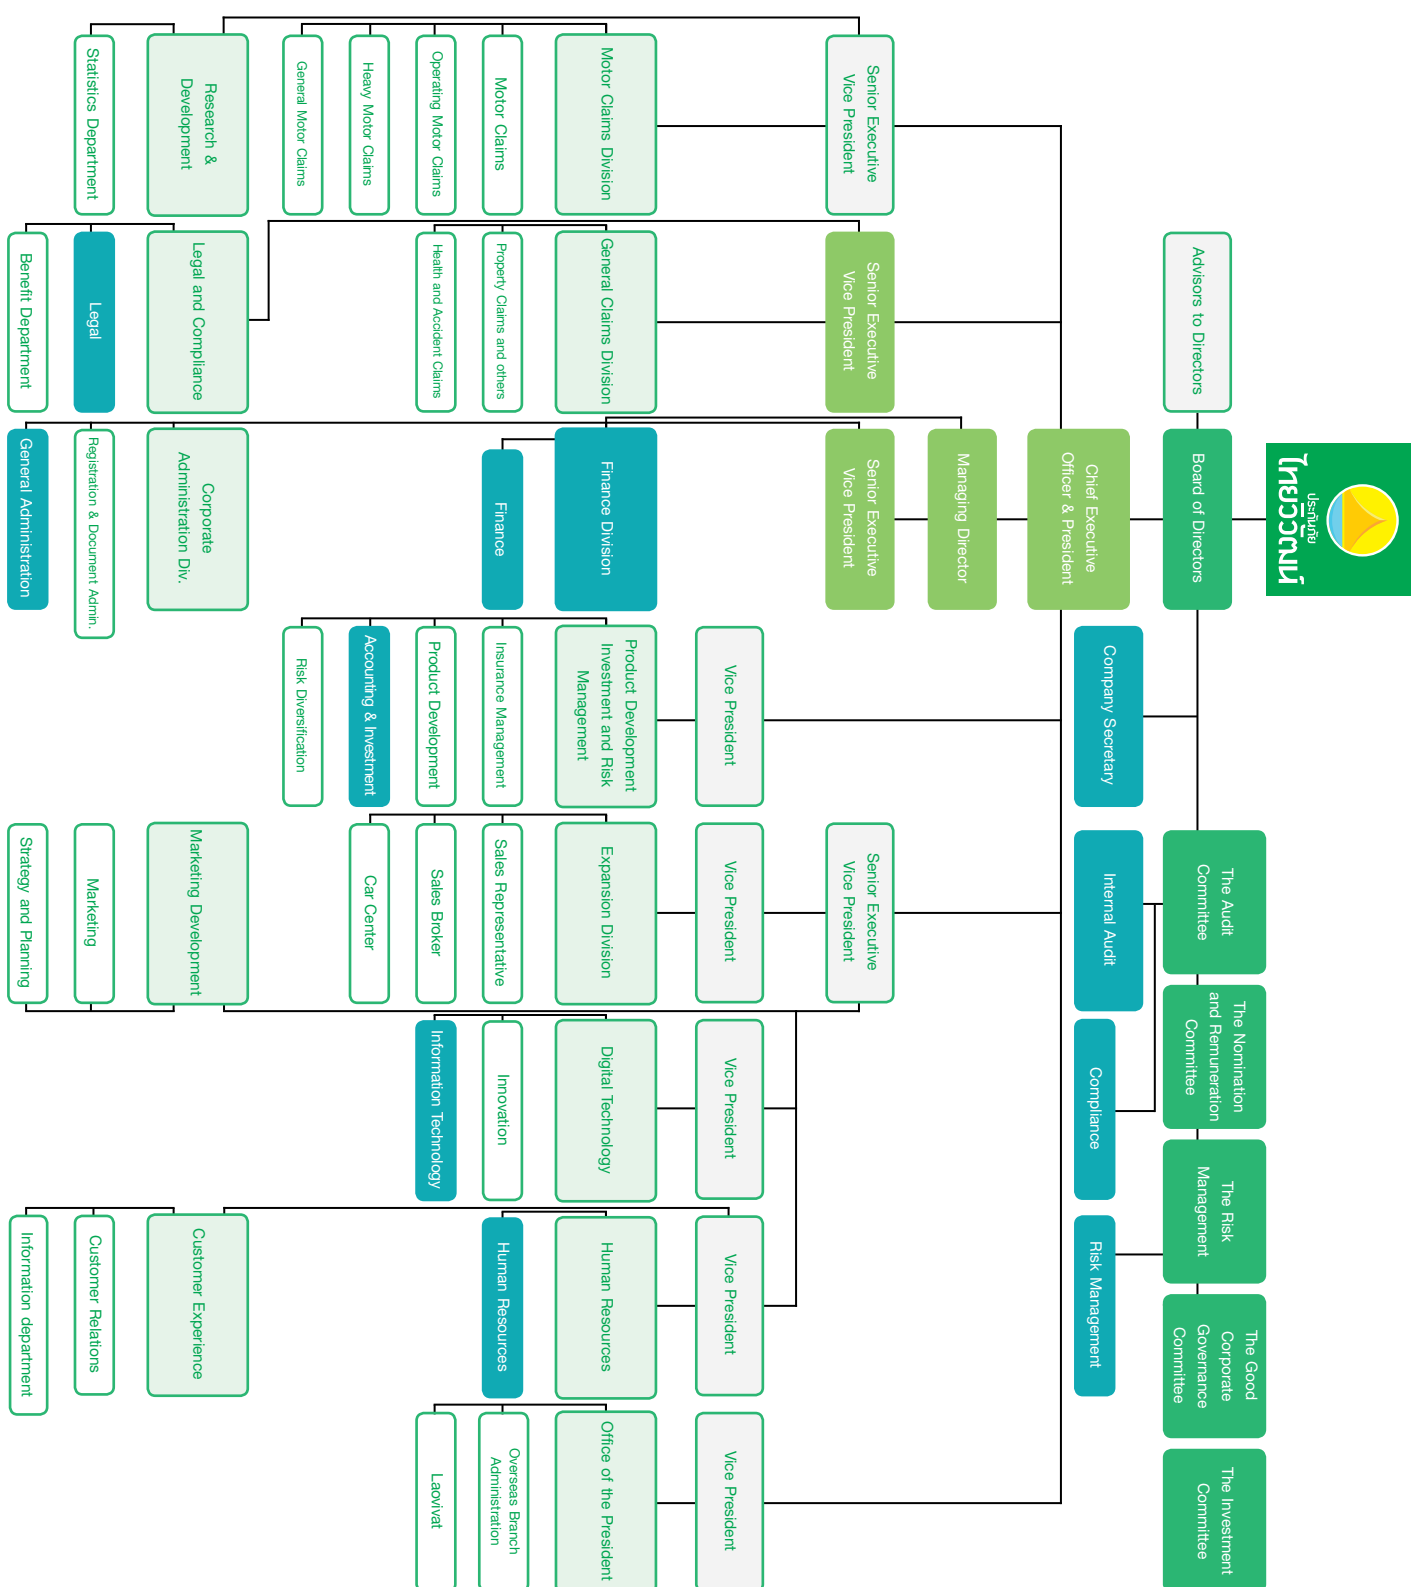 ประกันภัย
ไทยวิวัฒน์
Advisors to Directors
Board of Directors
The Audit
Committee
The Nomination
and Remuneration
Committee
The Risk
Management
The Good
Corporate
Governance
Committee
The Investment
Committee
Company Secretary
Internal Audit
Compliance
Risk Management
Chief Executive
Officer & President
Managing Director
Senior Executive
Vice President
Senior Executive
Vice President
Senior Executive
Vice President
Senior Executive
Vice President
Vice President
Vice President
Vice President
Vice President
Vice President
Motor Claims Division
General Claims Division
Finance Division
Product Development
Investment and Risk
Management
Expansion Division
Digital Technology
Human Resources
Office of the President
Motor Claims
Property Claims and others
Finance
Insurance Management
Sales Representative
Innovation
Human Resources
Overseas Branch
Administration
Operating Motor Claims
Health and Accident Claims
Product Development
Sales Broker
Information Technology
Laovivat
Heavy Motor Claims
Accounting & Investment
Car Center
General Motor Claims
Risk Diversification
Research &
Development
Legal and Compliance
Corporate
Administration Div.
Marketing Development
Customer Experience
Statistics Department
Legal
Registration & Document Admin.
Marketing
Customer Relations
Benefit Department
General Administration
Strategy and Planning
Information department